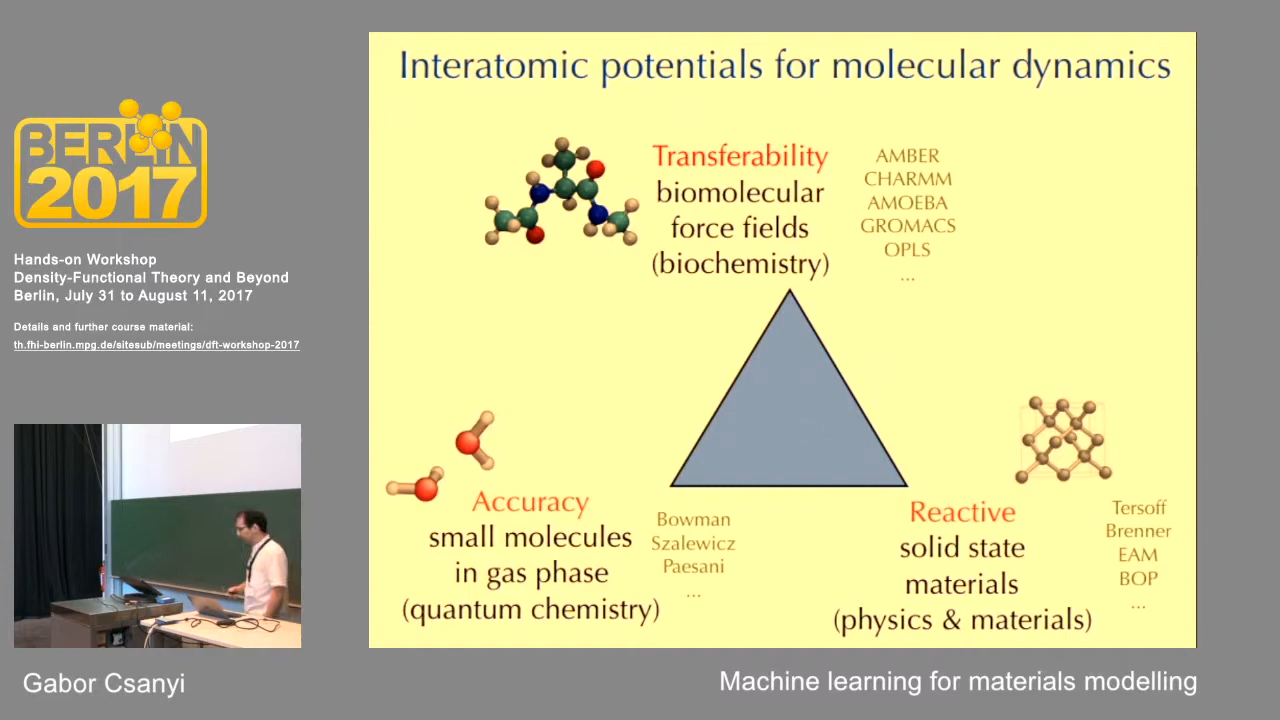 BERLIN
2017
Hands-on Workshop
Density-Functional Theory and Beyond
Berlin, July 31 to August 11, 2017
Details and further course material:
th.fhi-berlin.mpg.de/sitesub/meetings/dft-workshop-2017
Interatomic potentials for molecular dynamics
Transferability
biomolecular
force fields
(biochemistry)
AMBER
CHARMM
AMOEBA
GROMACS
OPLS
...
Accuracy
small molecules
in gas phase
(quantum chemistry)
Bowman
Szalewicz
Paesani
...
Reactive
solid state
materials
(physics & materials)
Tersoff
Brenner
EAM
BOP
...
Gabor Csanyi
Machine learning for materials modelling